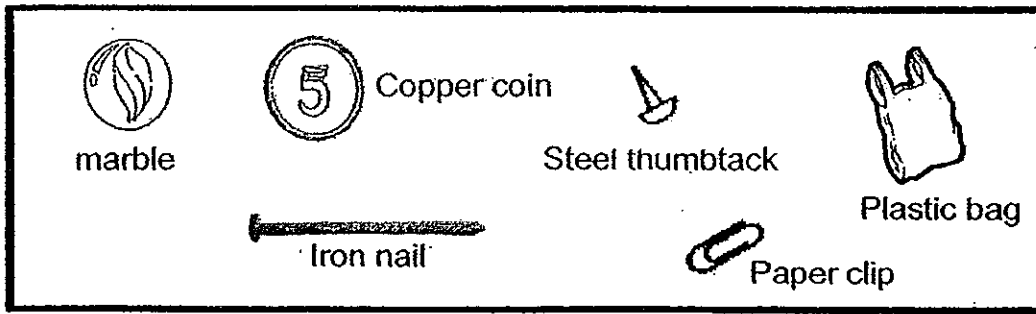 5
Copper coin
marble
Steel thumbtack
Plastic bag
Iron nail
Paper clip